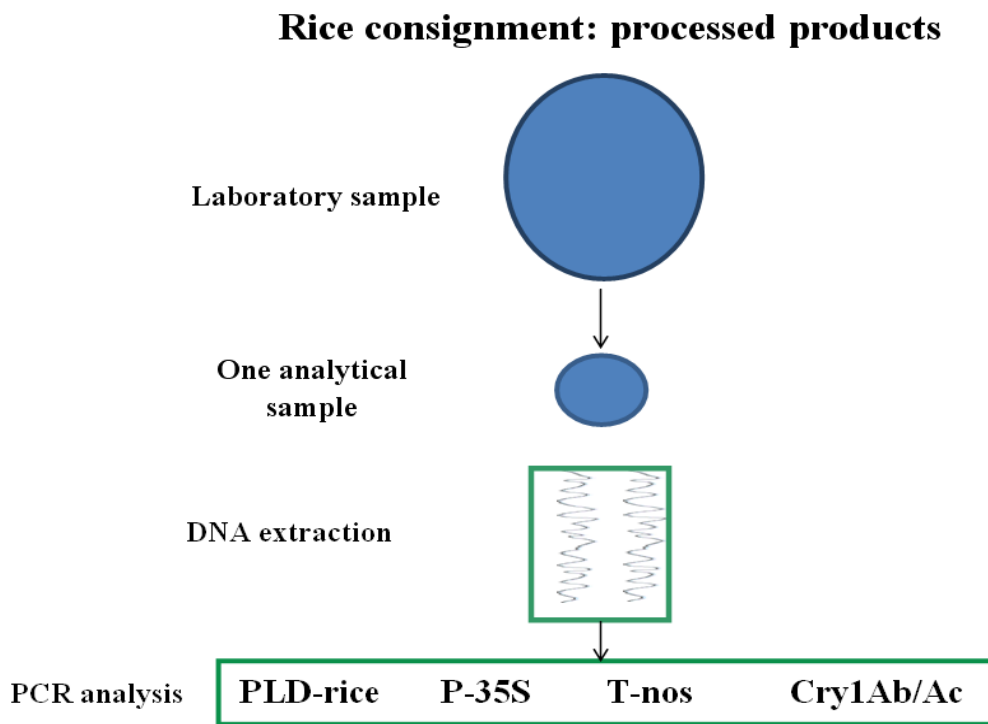 Rice consignment: processed products
Laboratory sample
One analytical
sample
DNA extraction
PCR analysis PLD-rice P-35S T-nos Cry1Ab/Ac